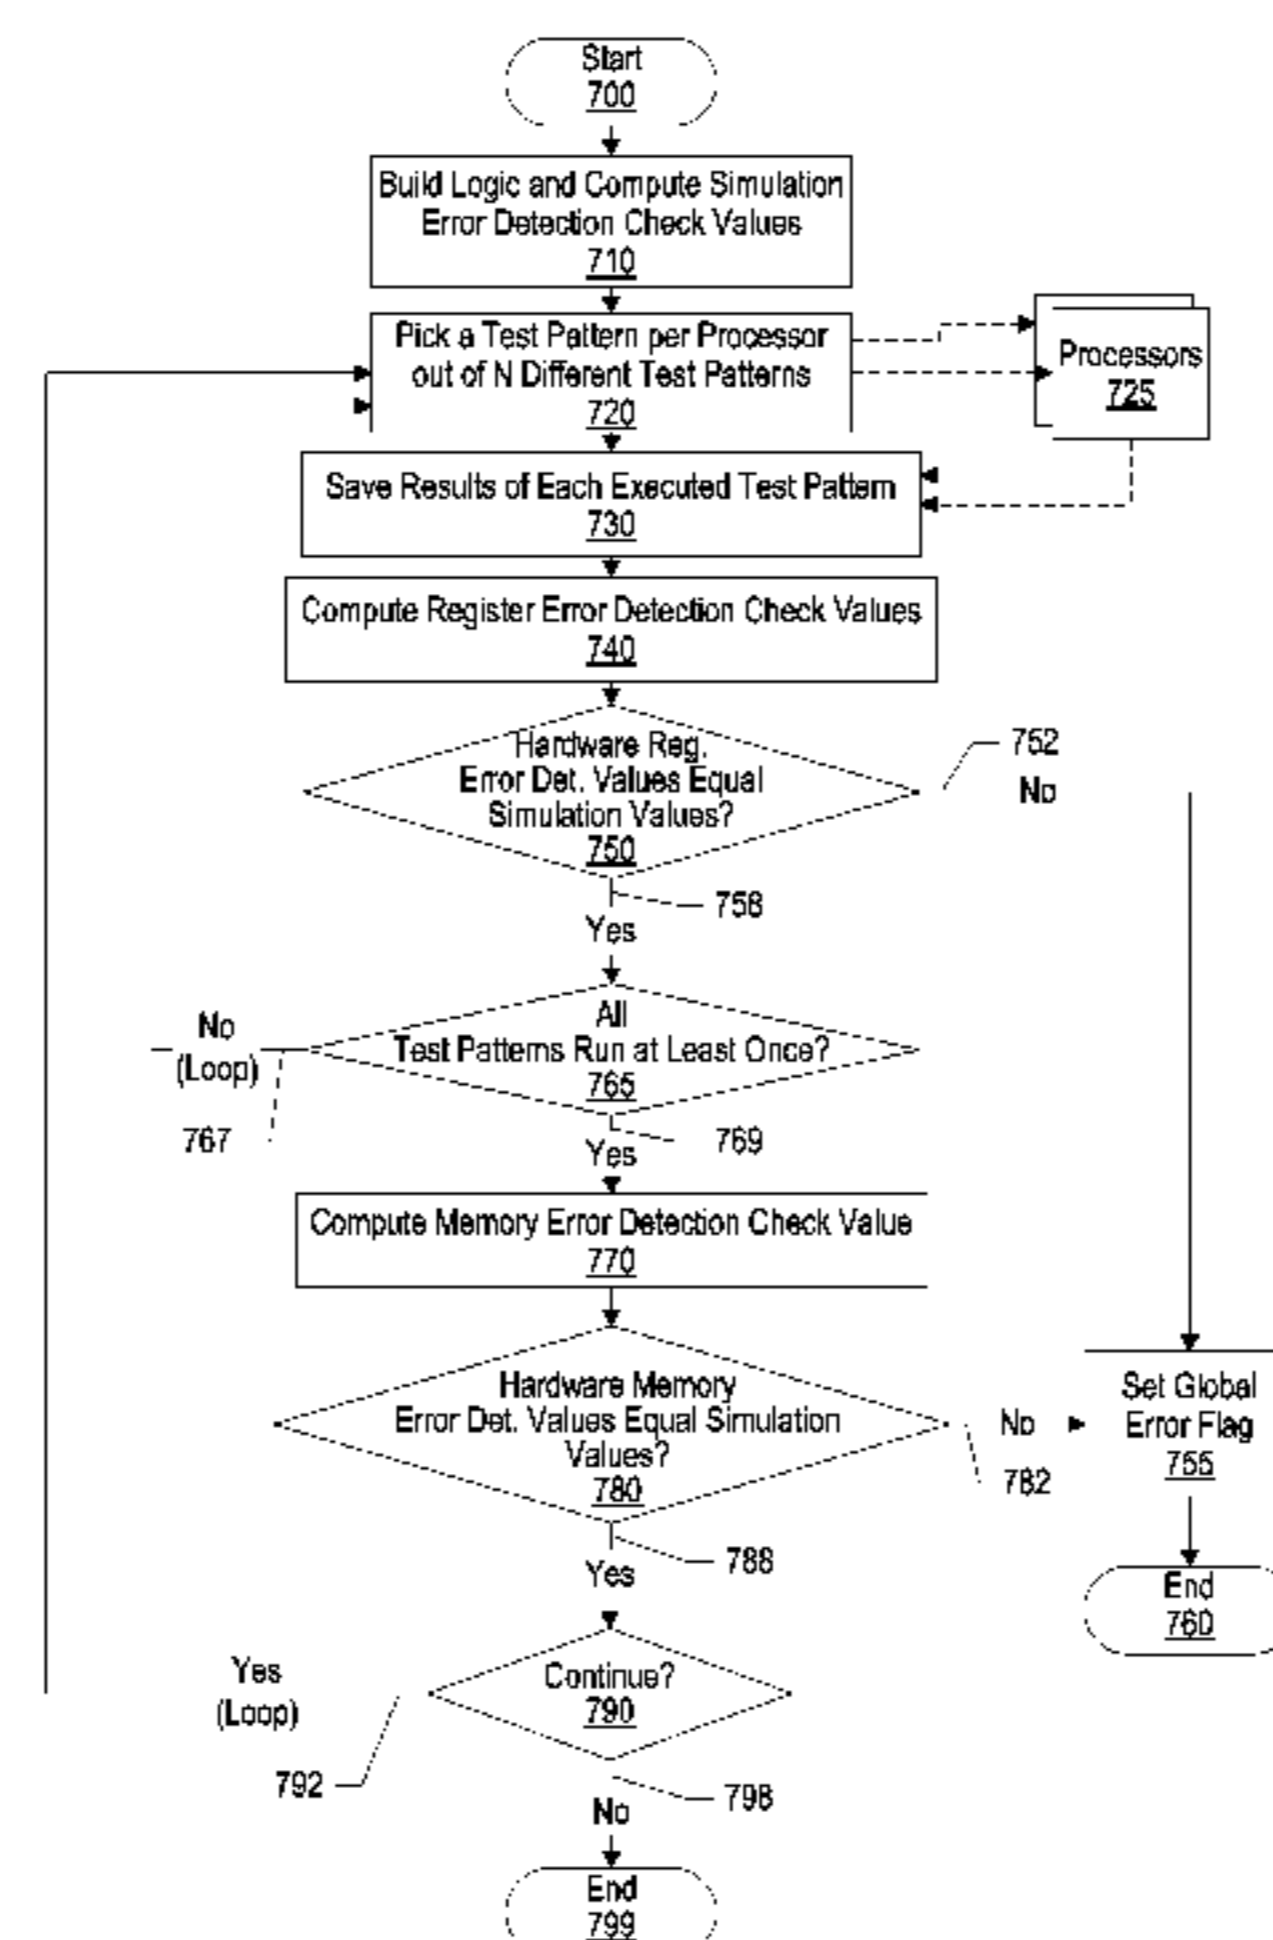 Start
700
Build Logic and Compute Simulation
Error Detection Check Values
710
Pick a Test Pattern per Processor
out of N Different Test Patterns
720
Processors
725
Save Results of Each Executed Test Pattern
730
Compute Register Error Detection Check Values
740
Hardware Reg.
Error Det. Values Equal
Simulation Values?
750
752
No
758
Yes
All
Test Patterns Run at Least Once?
765
No
(Loop)
767
769
Yes
Compute Memory Error Detection Check Value
770
Hardware Memory
Error Det. Values Equal Simulation
Values?
780
No
782
Set Global
Error Flag
755
788
Yes
End
760
Continue?
790
Yes
(Loop)
792
798
No
End
799